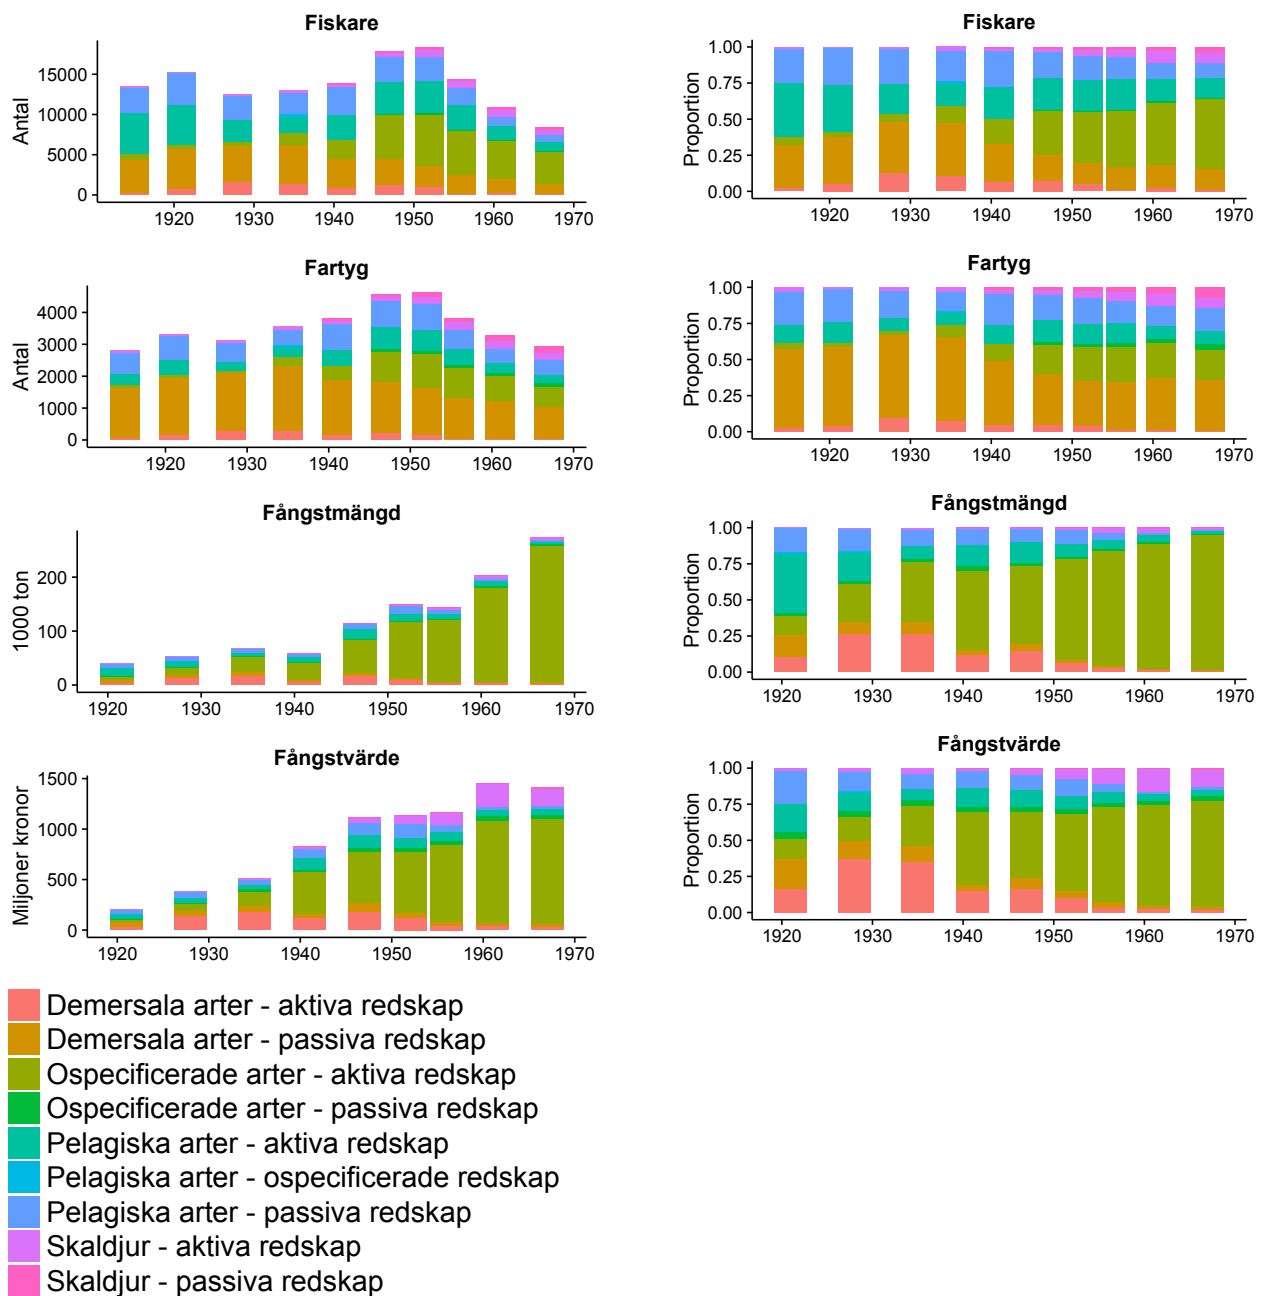 Fiskare
Antal
15000
10000
5000
0
1920 1930 1940 1950 1960 1970
Fiskare
Proportion
1.00
0.75
0.50
0.25
0.00
1920 1930 1940 1950 1960 1970
Fartyg
Antal
4000
3000
2000
1000
0
1920 1930 1940 1950 1960 1970
Fartyg
Proportion
1.00
0.75
0.50
0.25
0.00
1920 1930 1940 1950 1960 1970
Fångstmängd
1000 ton
200
100
0
1920 1930 1940 1950 1960 1970
Fångstmängd
Proportion
1.00
0.75
0.50
0.25
0.00
1920 1930 1940 1950 1960 1970
Fångstvärde
Miljoner kronor
1500
1000
500
0
1920 1930 1940 1950 1960 1970
Fångstvärde
Proportion
1.00
0.75
0.50
0.25
0.00
1920 1930 1940 1950 1960 1970
Demersala arter - aktiva redskap
Demersala arter - passiva redskap
Ospecificerade arter - aktiva redskap
Ospecificerade arter - passiva redskap
Pelagiska arter - aktiva redskap
Pelagiska arter - ospecificerade redskap
Pelagiska arter - passiva redskap
Skaldjur - aktiva redskap
Skaldjur - passiva redskap